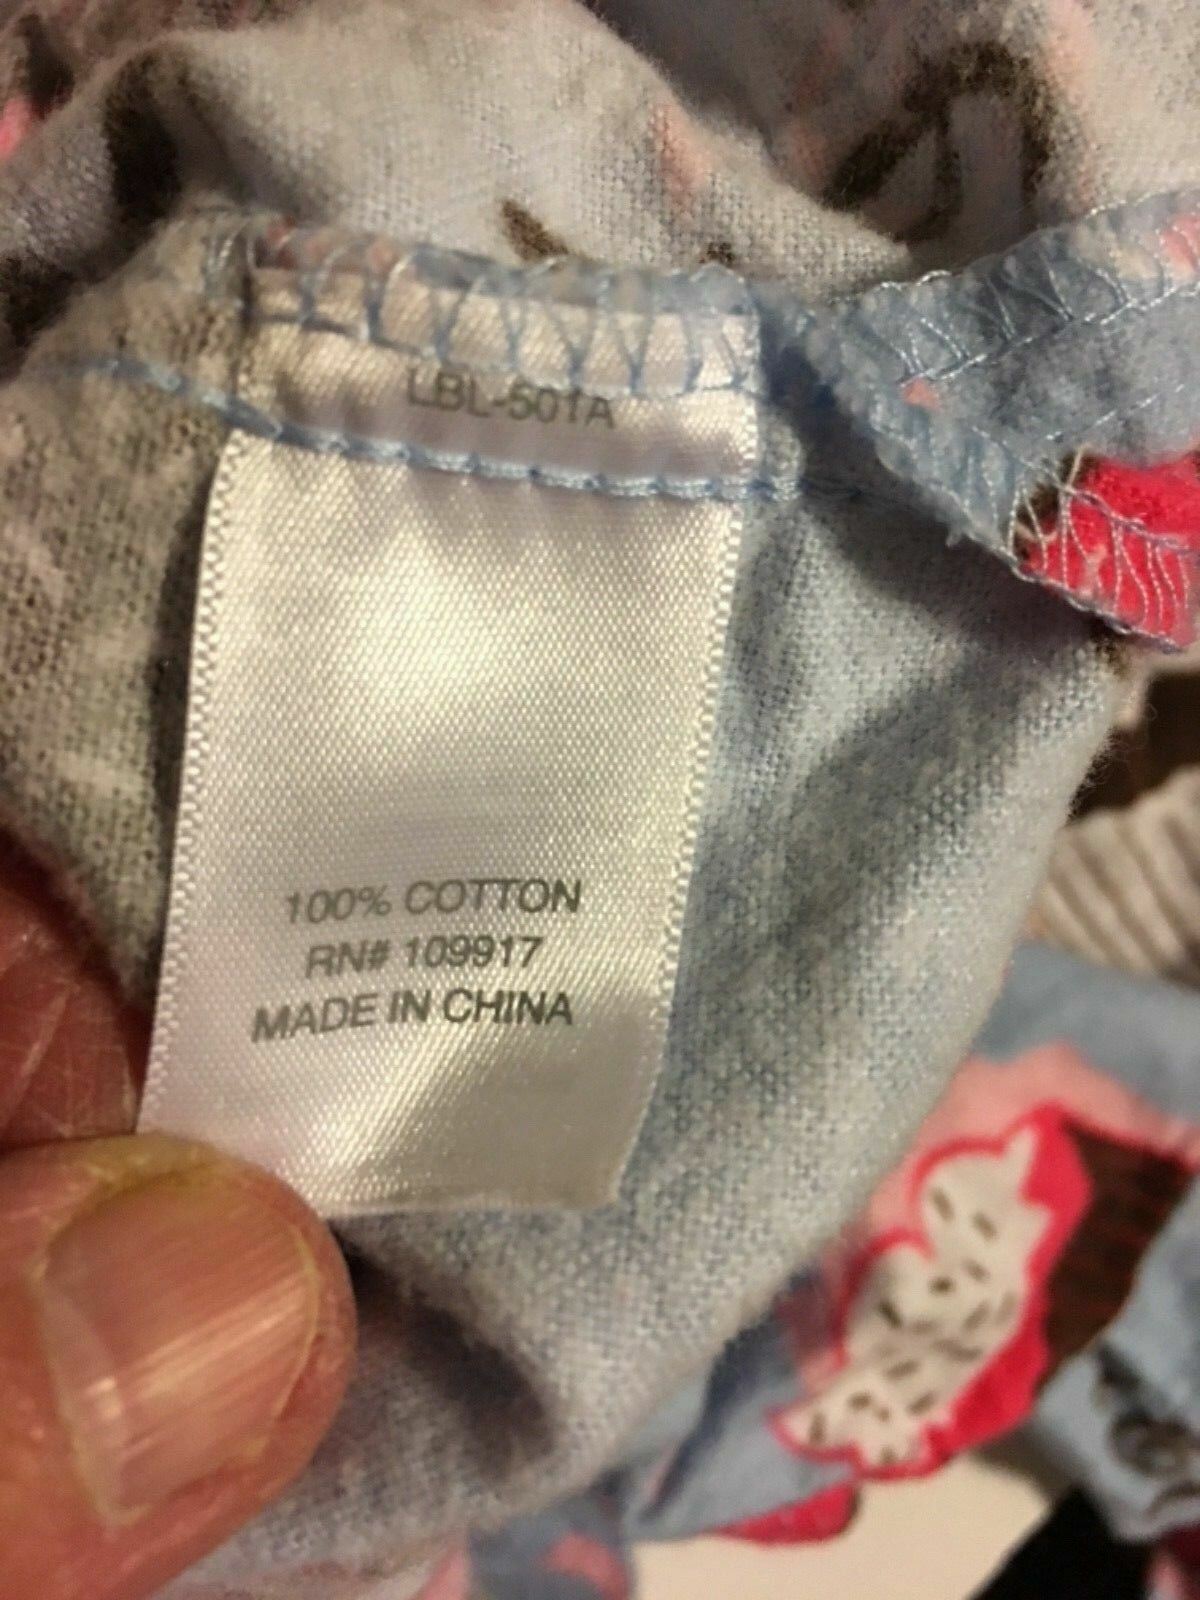 LBL-501A
100% COTTON
RN# 109917
MADE IN CHINA